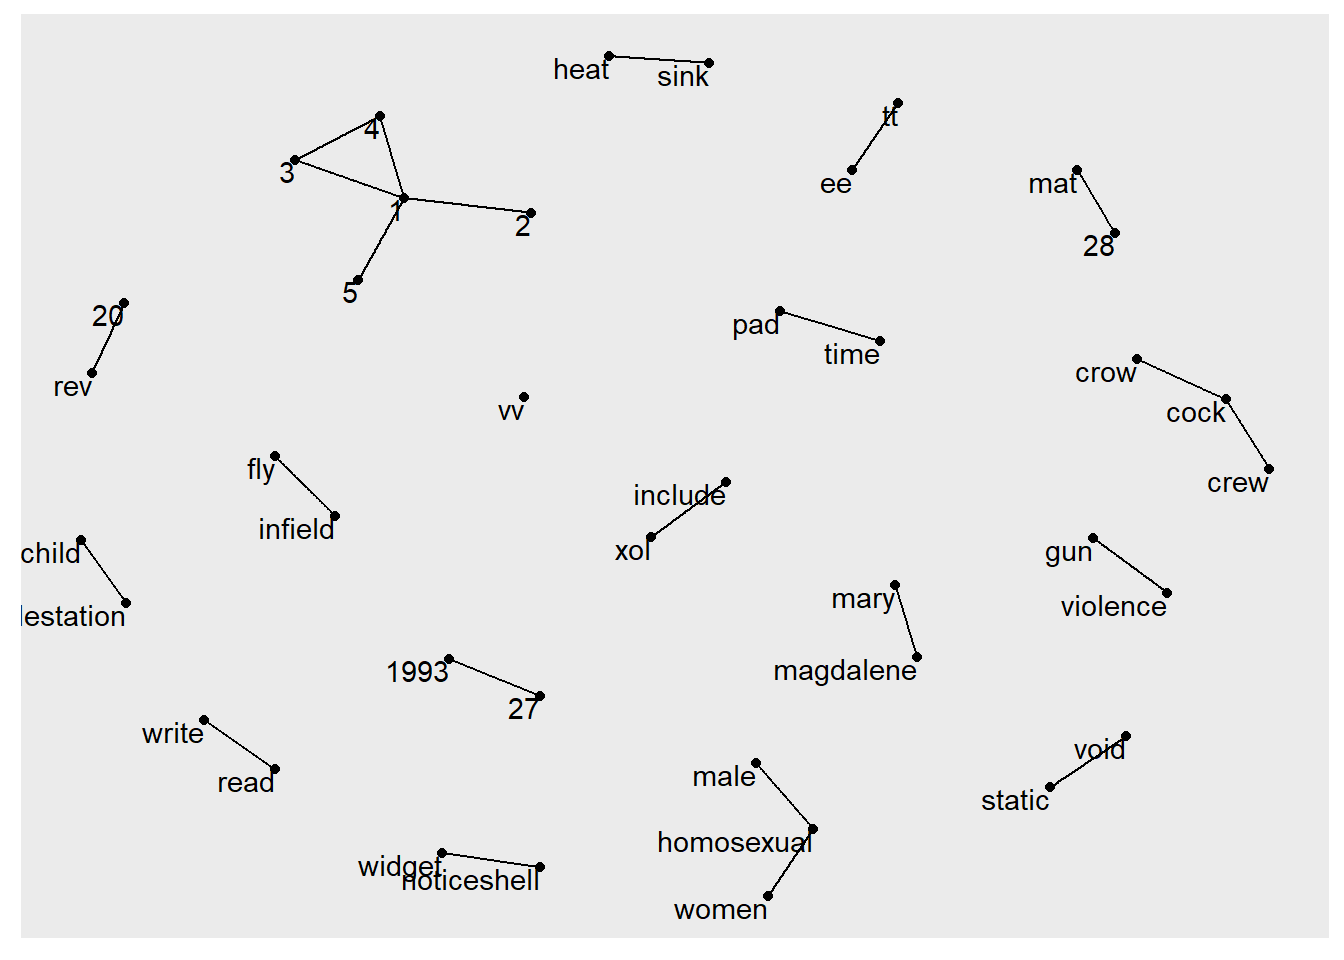 heat
sink
tt
4
3
ee
mat
1
2
28
5
20
pad
time
rev
crow
vv
cock
fly
crew
include
infield
xol
child
gun
mary
violence
lestation
magdalene
1993
27
write
void
male
read
static
homosexual
widget
noticeshell
women